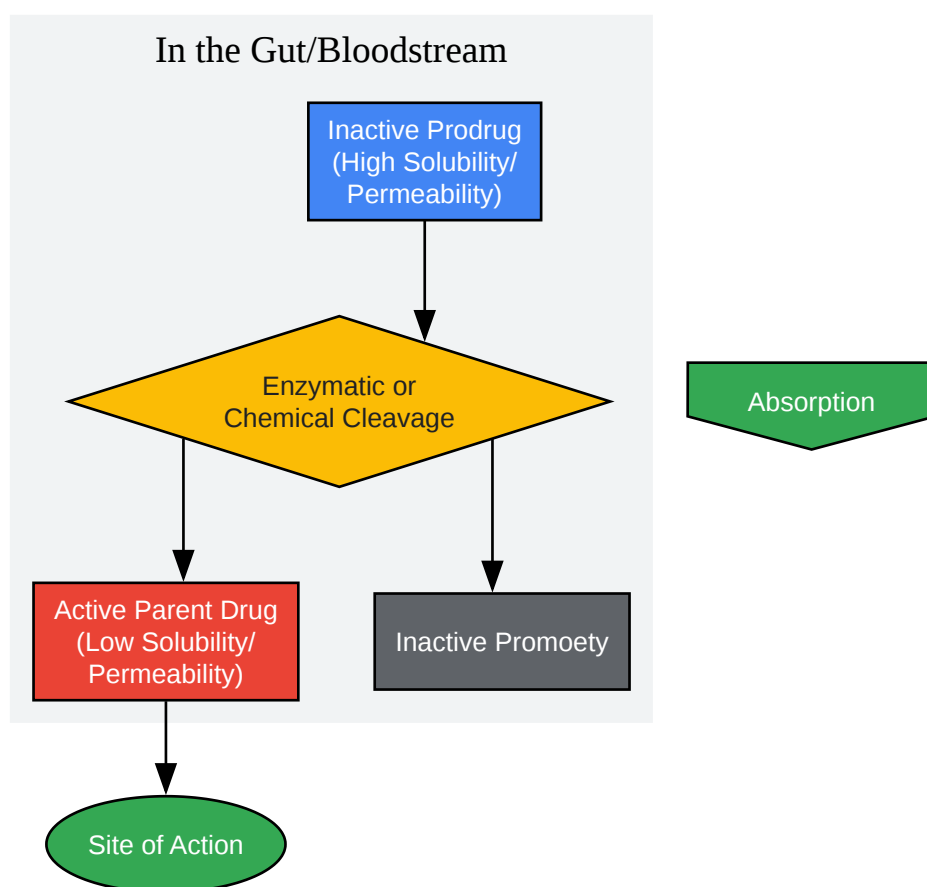 In the Gut/Bloodstream
Inactive Prodrug
(High Solubility/
Permeability)
Enzymatic or
Chemical Cleavage
Absorption
Active Parent Drug
(Low Solubility/
Permeability)
Inactive Promoety
Site of Action